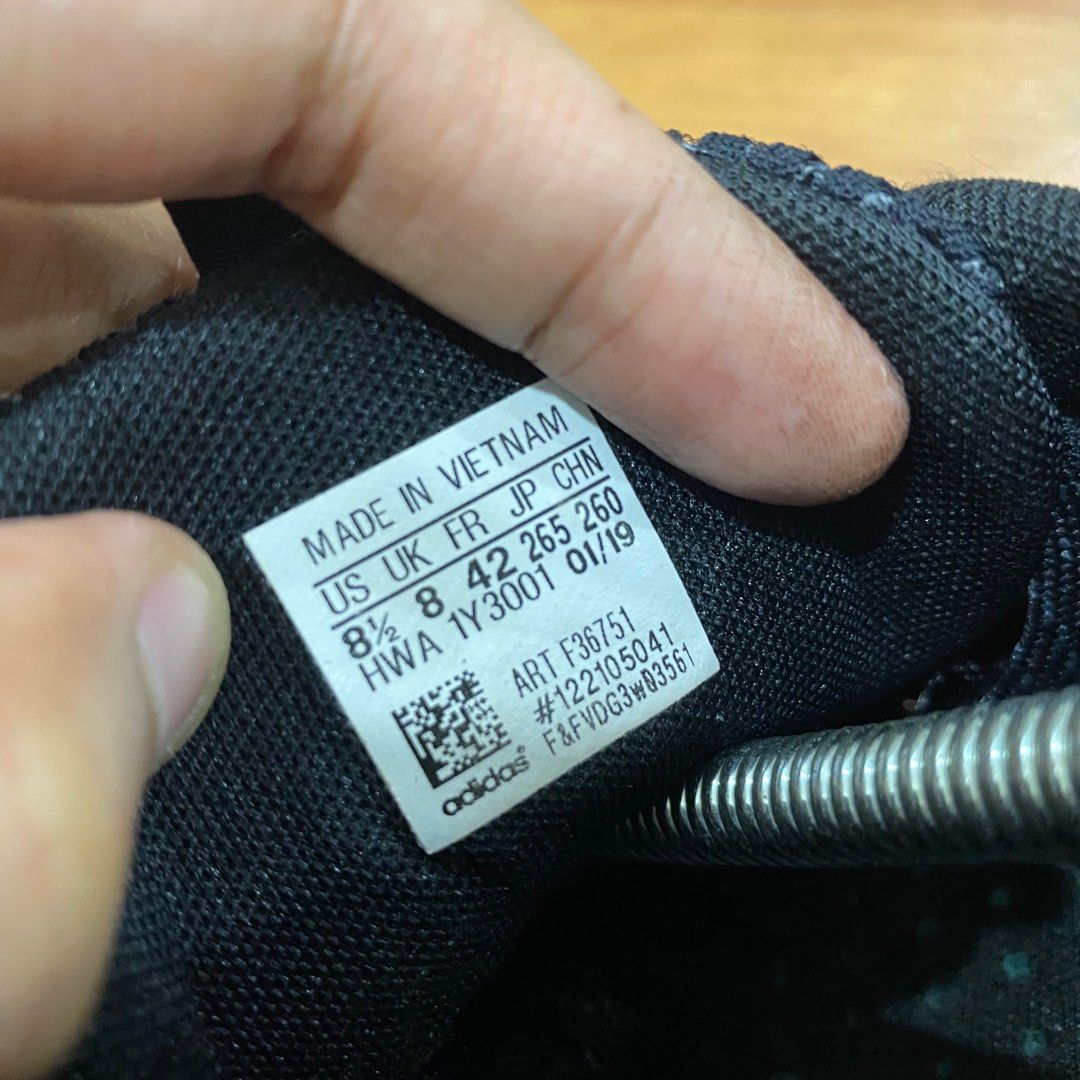 MADE IN VIETNAM
US UK FR JP CHN
8½ 8 42 265 260
HWA 1Y3001 01/19
ART F36751
#122105041
F&FVDG3wQ3561
adidas